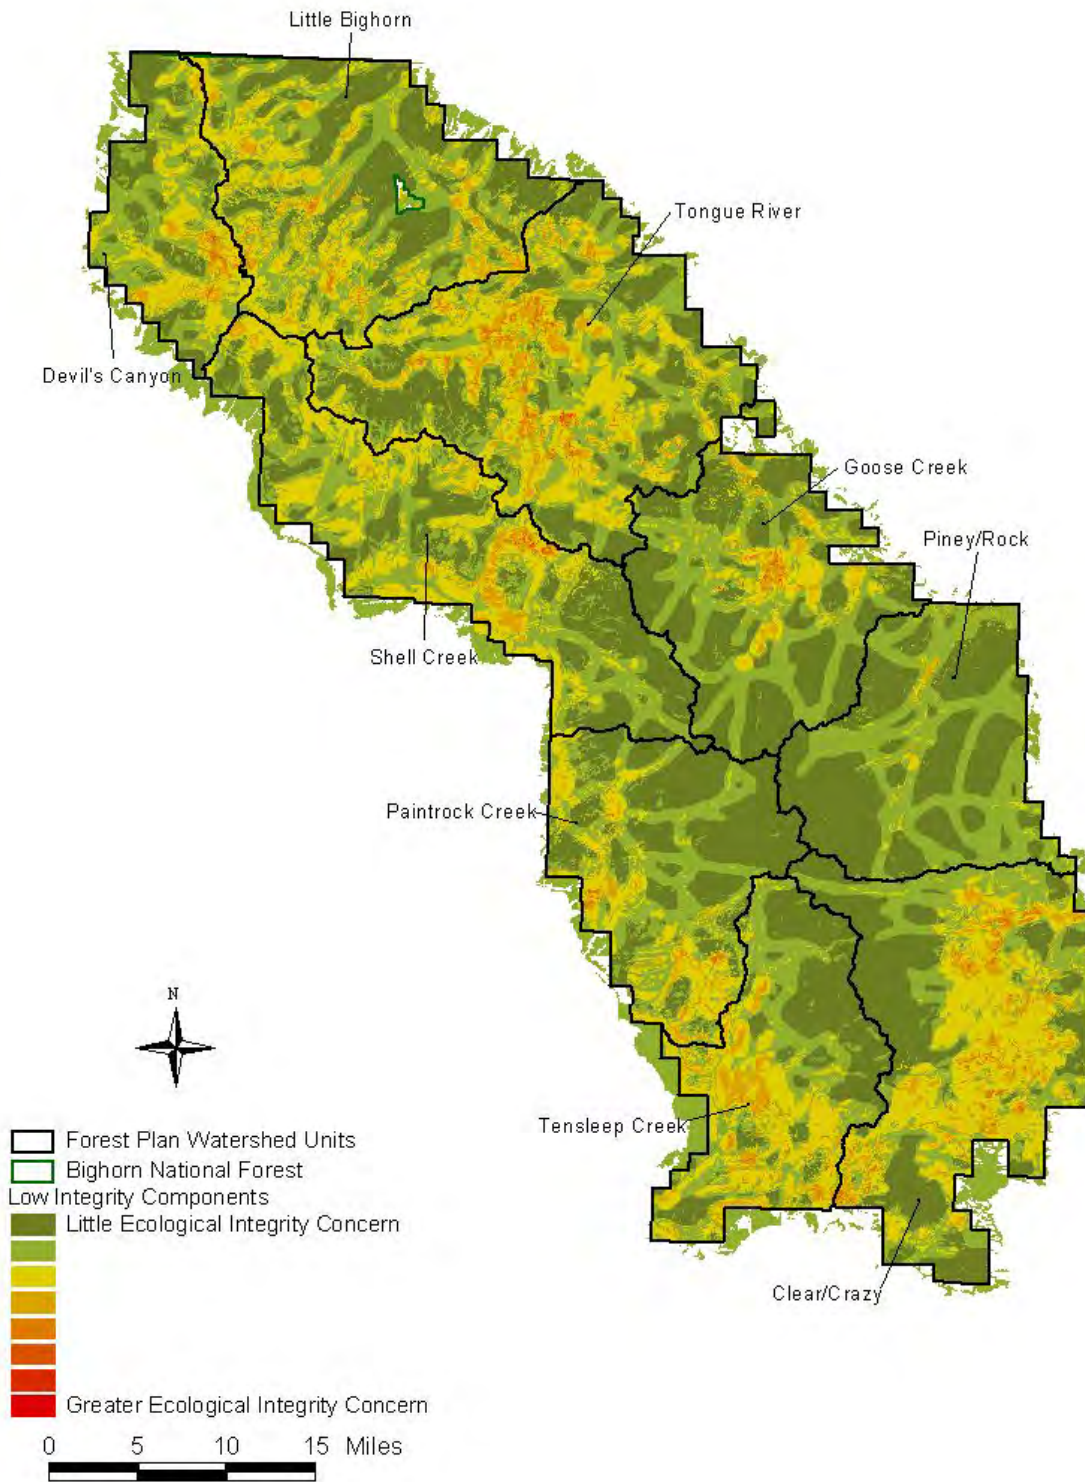 Little Bighorn
Tongue River
Devil's Canyon
Goose Creek
Piney/Rock
Shell Creek
Paintrock Creek
N
Tensleep Creek
Forest Plan Watershed Units
Bighorn National Forest
Low Integrity Components
Little Ecological Integrity Concern
Clear/Crazy
Greater Ecological Integrity Concern
0 5 10 15 Miles